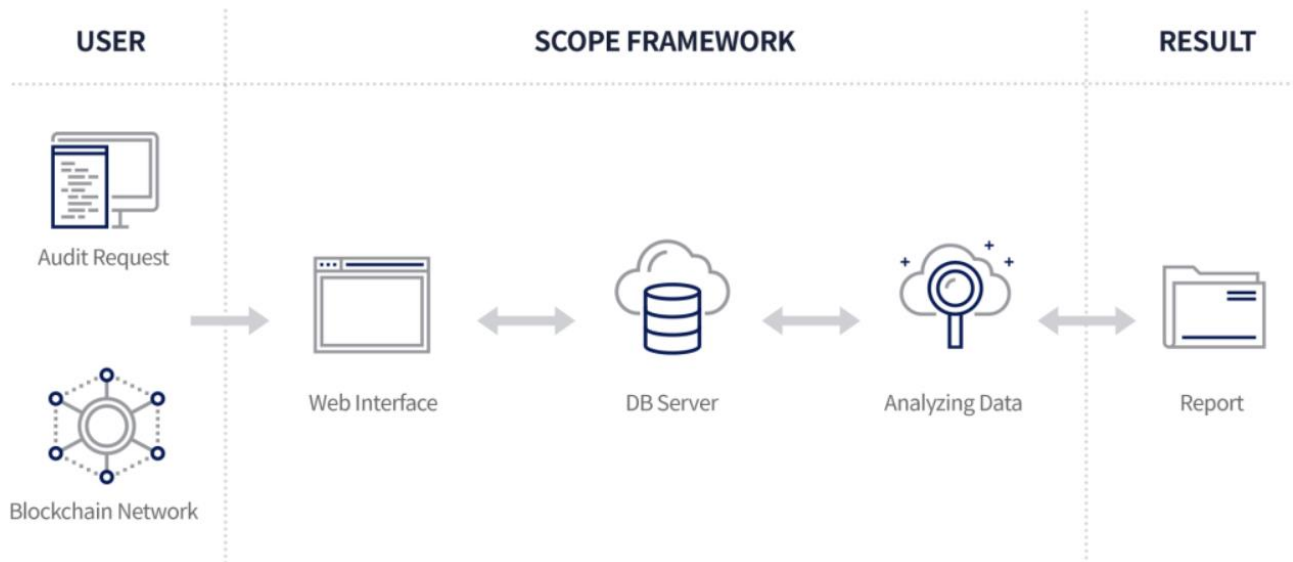 USER
SCOPE FRAMEWORK
RESULT
Audit Request
Blockchain Network
Web Interface
DB Server
Analyzing Data
Report